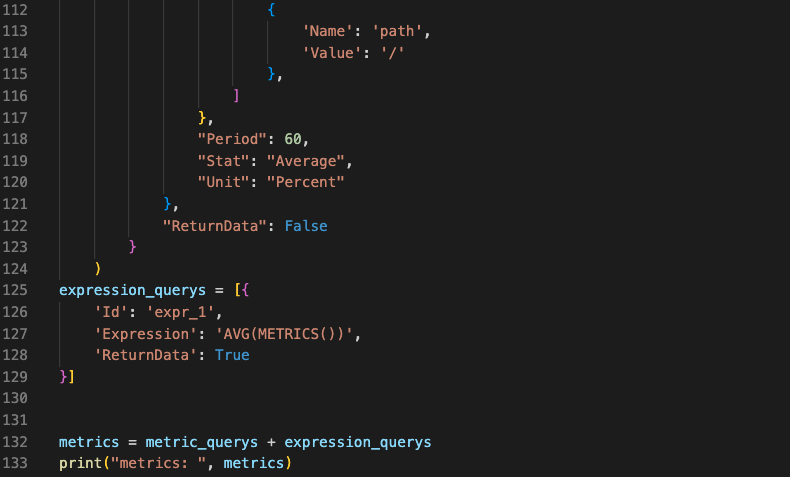 112 {
113 'Name': 'path',
114 'Value': '/'
115 },
116 ]
117 },
118 "Period": 60,
119 "Stat": "Average",
120 "Unit": "Percent"
121 },
122 "ReturnData": False
123 }
124 )
125 expression_querys = [{
126 'Id': 'expr_1',
127 'Expression': 'AVG(METRICS())',
128 'ReturnData': True
129 }]
130
131
132 metrics = metric_querys + expression_querys
133 print("metrics: ", metrics)